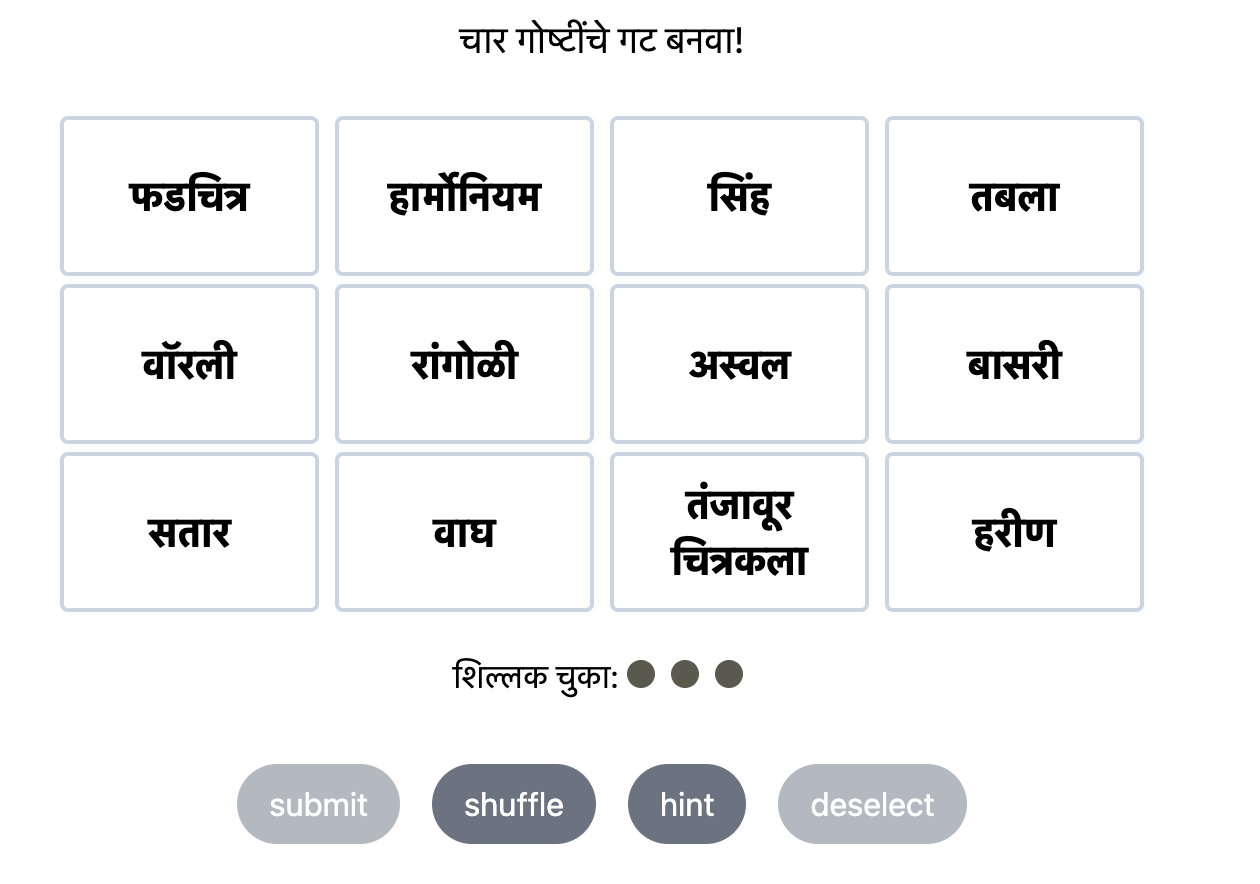 चार गोष्टींचे गट बनवा!
फडचित्र
हार्मोनियम
सिंह
तबला
वॉरली
रांगोळी
अस्वल
बासरी
सतार
वाघ
तंजावूर
चित्रकला
हरीण
शिल्लक चुका:
submit
shuffle
hint
deselect